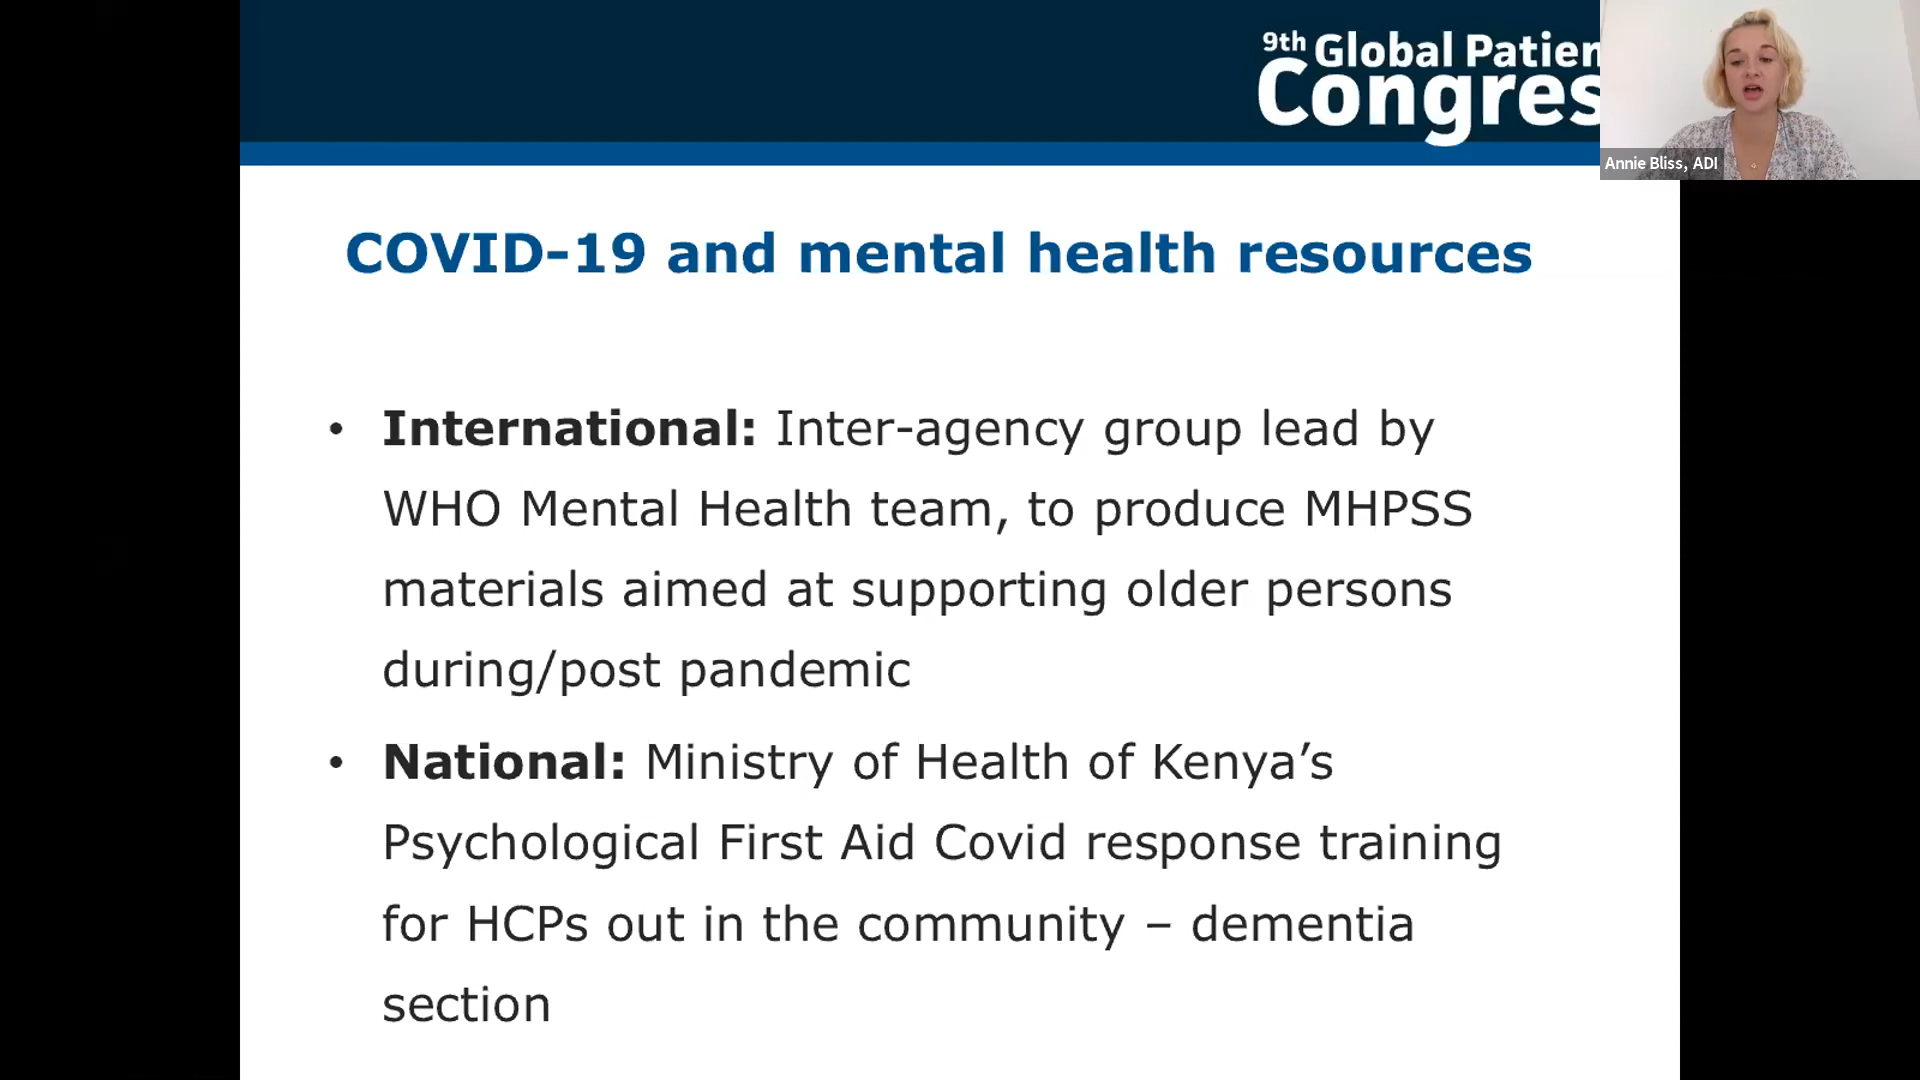 9th Global Patien
Congres
Annie Bliss, ADI
COVID-19 and mental health resources
• International: Inter-agency group lead by
WHO Mental Health team, to produce MHPSS
materials aimed at supporting older persons
during/post pandemic
• National: Ministry of Health of Kenya’s
Psychological First Aid Covid response training
for HCPs out in the community – dementia
section